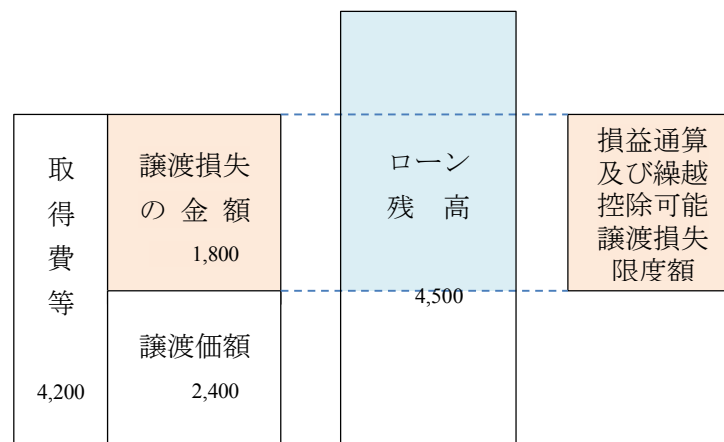 取
得
費
等
4,200
譲渡損失
の 金 額
1,800
譲渡価額
2,400
ローン
残 高
4,500
損益通算
及び繰越
控除可能
譲渡損失
限度額